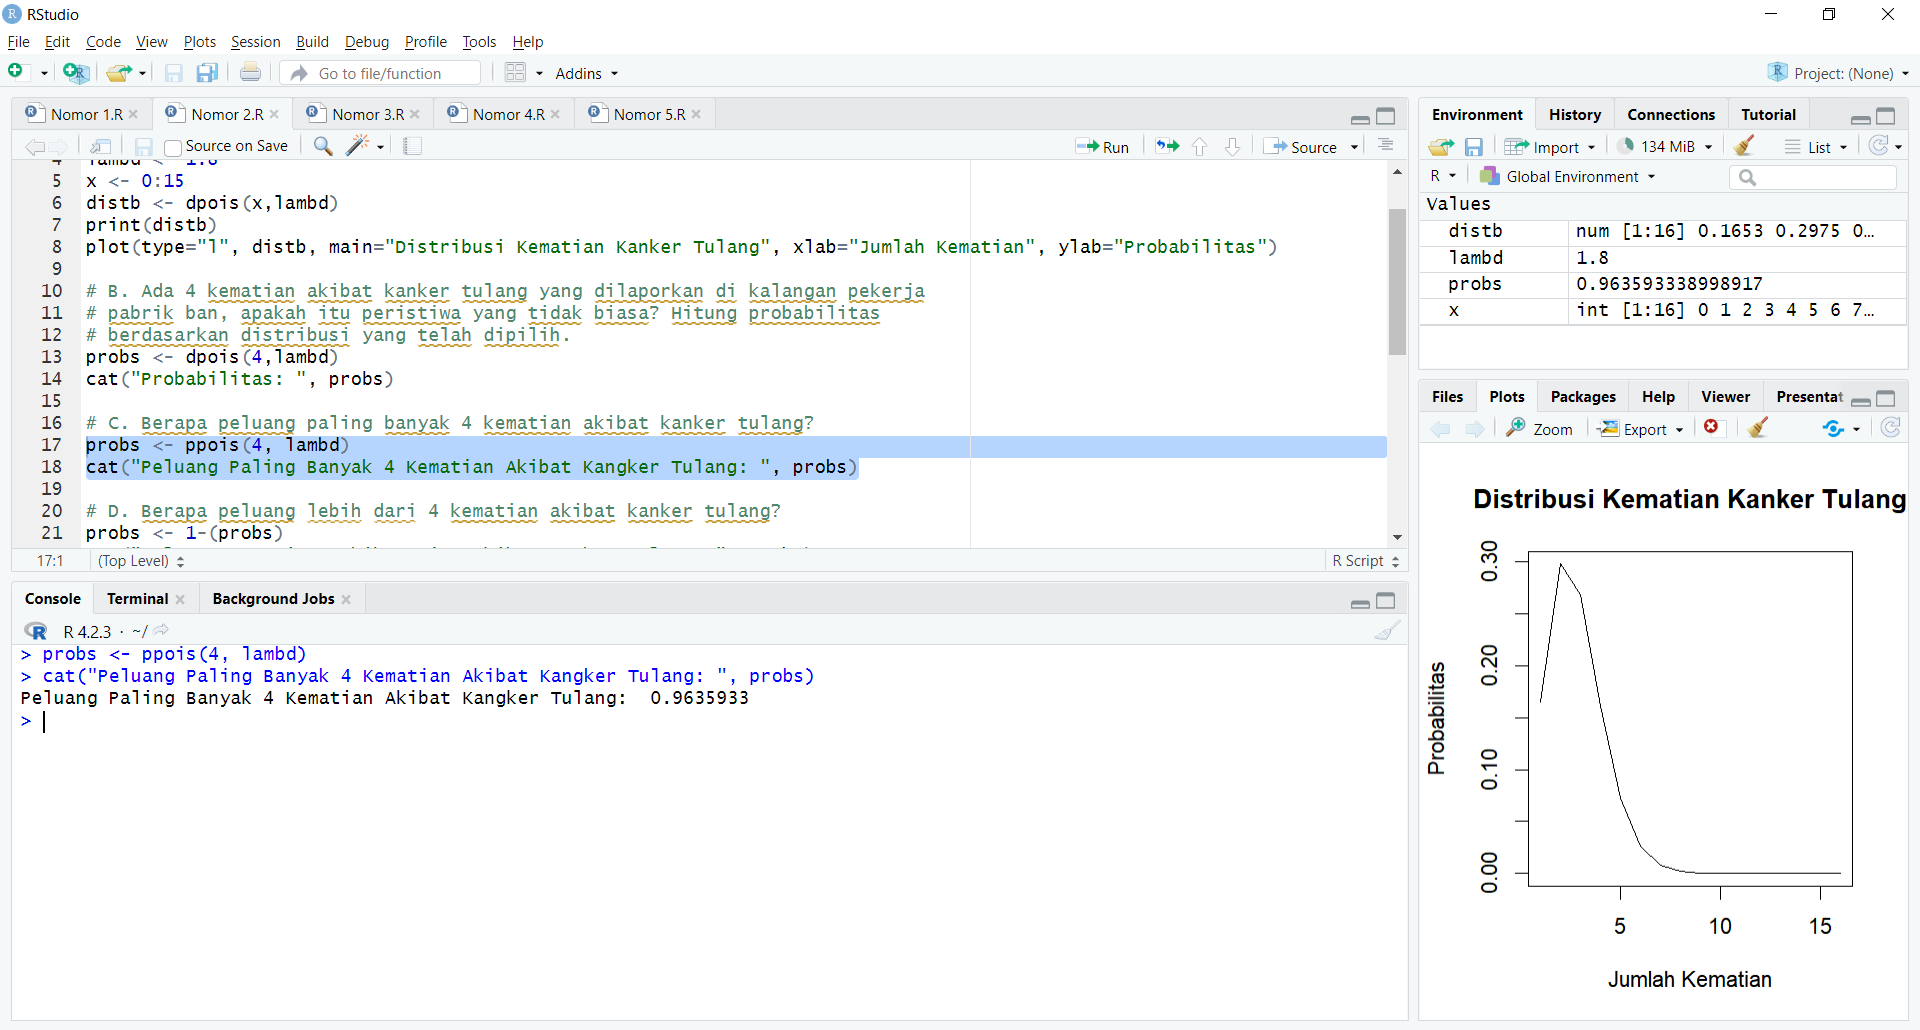 RStudio
File Edit Code View Plots Session Build Debug Profile Tools Help
Go to file/function Addins Project: (None)
Nomor 1.R Nomor 2.R Nomor 3.R Nomor 4.R Nomor 5.R
Source on Save Run Source
5 x <- 0:15
6 distb <- dpois(x,lambd)
7 print(distb)
8 plot(type="l", distb, main="Distribusi Kematian Kanker Tulang", xlab="Jumlah Kematian", ylab="Probabilitas")
9
10 # B. Ada 4 kematian akibat kanker tulang yang dilaporkan di kalangan pekerja
11 # pabrik ban, apakah itu peristiwa yang tidak biasa? Hitung probabilitas
12 # berdasarkan distribusi yang telah dipilih.
13 probs <- dpois(4,lambd)
14 cat("Probabilitas: ", probs)
15
16 # C. Berapa peluang paling banyak 4 kematian akibat kanker tulang?
17 probs <- ppois(4, lambd)
18 cat("Peluang Paling Banyak 4 Kematian Akibat Kangker Tulang: ", probs)
19
20 # D. Berapa peluang lebih dari 4 kematian akibat kanker tulang?
21 probs <- 1-(probs)
17:1 (Top Level) R Script
Console Terminal Background Jobs
R 4.2.3 · ~/
> probs <- ppois(4, lambd)
> cat("Peluang Paling Banyak 4 Kematian Akibat Kangker Tulang: ", probs)
Peluang Paling Banyak 4 Kematian Akibat Kangker Tulang:  0.9635933
>
Environment History Connections Tutorial
Import 134 MiB List
R Global Environment
Values
distb num [1:16] 0.1653 0.2975 0…
lambd 1.8
probs 0.963593338998917
x int [1:16] 0 1 2 3 4 5 6 7…
Files Plots Packages Help Viewer Presentat
Zoom Export
Distribusi Kematian Kanker Tulang
Probabilitas
0.30
0.20
0.10
0.00
5 10 15
Jumlah Kematian